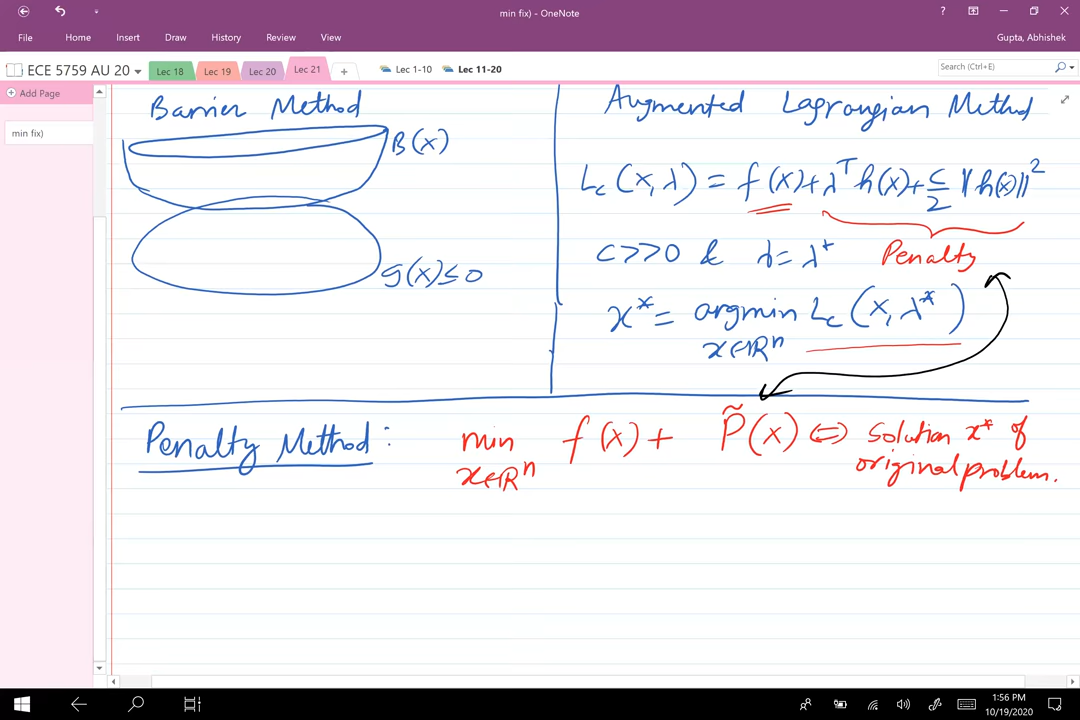 min fix) - OneNote
File Home Insert Draw History Review View
Gupta, Abhishek
ECE 5759 AU 20
Lec 18
Lec 19
Lec 20
Lec 21
Lec 1-10
Lec 11-20
Search (Ctrl+E)
Add Page
min fix)
Barrier Method
B(x)
g(x)≤0
Augmented Lagrangian Method
L_c(x,λ) = f(x)+λ^T h(x)+c/2 ||h(x)||^2
c>>0 & λ=λ* Penalty
x* = argmin L_c(x,λ*)
x∈R^n
Penalty Method: min f(x)+ P̃(x) ⇔ Solution x* of
x∈R^n original problem.
1:56 PM
10/19/2020